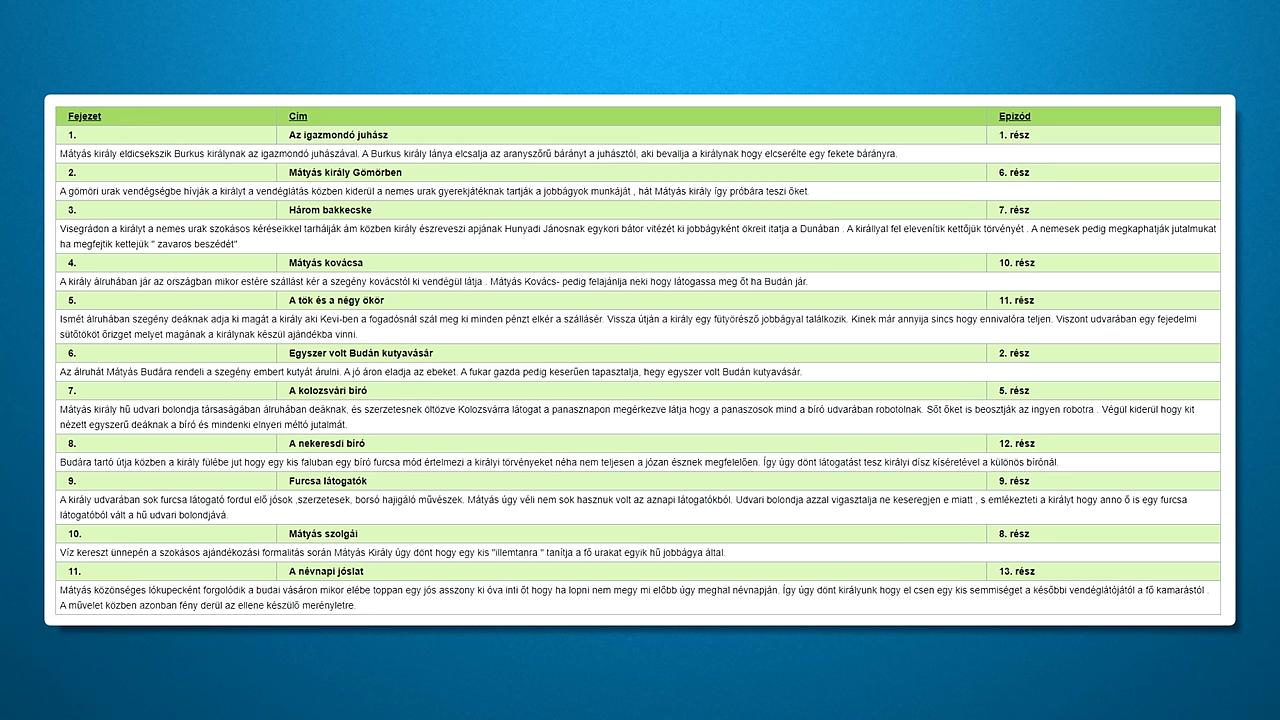 Fejezet Cím Epizód
1. Az igazmondó juhász 1. rész
Mátyás király eldicsekszik Burkus királynak az igazmondó juhászával. A Burkus király lánya elcsalja az aranyszőrű bárányt a juhásztól, aki bevallja a királynak hogy elcserélte egy fekete bárányra.
2. Mátyás király Gömörben 6. rész
A gömöri urak vendégségbe hívják a királyt a vendéglátás közben kiderül a nemes urak gyerekjátéknak tartják a jobbágyok munkáját , hát Mátyás király így próbára teszi őket.
3. Három bakkecske 7. rész
Visegrádon a királyt a nemes urak szokásos kéréseikkel tarhálják ám közben király észreveszi apjának Hunyadi Jánosnak egykori bátor vitézét ki jobbágyként ökreit itatja a Dunában . A királlyal fel elevenítik kettőjük törvényét . A nemesek pedig megkaphatják jutalmukat
ha megfejtik kettejük " zavaros beszédét"
4. Mátyás kovácsa 10. rész
A király álruhában jár az országban mikor estére szállást kér a szegény kovácstól ki vendégül látja . Mátyás Kovács- pedig felajánlja neki hogy látogassa meg őt ha Budán jár.
5. A tök és a négy ökör 11. rész
Ismét álruhában szegény deáknak adja ki magát a király aki Kevi-ben a fogadósnál szál meg ki minden pénzt elkér a szállásér. Vissza útján a király egy fütyörésző jobbágyal találkozik. Kinek már annyija sincs hogy ennivalóra teljen. Viszont udvarában egy fejedelmi
sütőtököt őrizget melyet magának a királynak készül ajándékba vinni.
6. Egyszer volt Budán kutyavásár 2. rész
Az álruhát Mátyás Budára rendeli a szegény embert kutyát árulni. A jó áron eladja az ebeket. A fukar gazda pedig keserűen tapasztalja, hegy egyszer volt Budán kutyavásár.
7. A kolozsvári bíró 5. rész
Mátyás király hű udvari bolondja társaságában álruhában deáknak, és szerzetesnek öltözve Kolozsvárra látogat a panasznapon megérkezve látja hogy a panaszosok mind a bíró udvarában robotolnak. Sőt őket is beosztják az ingyen robotra . Végül kiderül hogy kit
nézett egyszerű deáknak a bíró és mindenki elnyeri méltó jutalmát.
8. A nekeresdi bíró 12. rész
Budára tartó útja közben a király fülébe jut hogy egy kis faluban egy bíró furcsa mód értelmezi a királyi törvényeket néha nem teljesen a józan észnek megfelelően. Így úgy dönt látogatást tesz királyi dísz kíséretével a különös bírónál.
9. Furcsa látogatók 9. rész
A király udvarában sok furcsa látogató fordul elő jósok ,szerzetesek, borsó hajigáló művészek. Mátyás úgy véli nem sok hasznuk volt az aznapi látogatókból. Udvari bolondja azzal vigasztalja ne keseregjen e miatt , s emlékezteti a királyt hogy anno ő is egy furcsa
látogatóból vált a hű udvari bolondjává.
10. Mátyás szolgái 8. rész
Víz kereszt ünnepén a szokásos ajándékozási formalitás során Mátyás Király úgy dönt hogy egy kis "illemtanra " tanítja a fő urakat egyik hű jobbágya által.
11. A névnapi jóslat 13. rész
Mátyás közönséges lókupecként forgolódik a budai vásáron mikor elébe toppan egy jós asszony ki óva inti őt hogy ha lopni nem megy mi előbb úgy meghal névnapján. Így úgy dönt királyunk hogy el csen egy kis semmiséget a későbbi vendéglátójától a fő kamarástól .
A művelet közben azonban fény derül az ellene készülő merényletre.